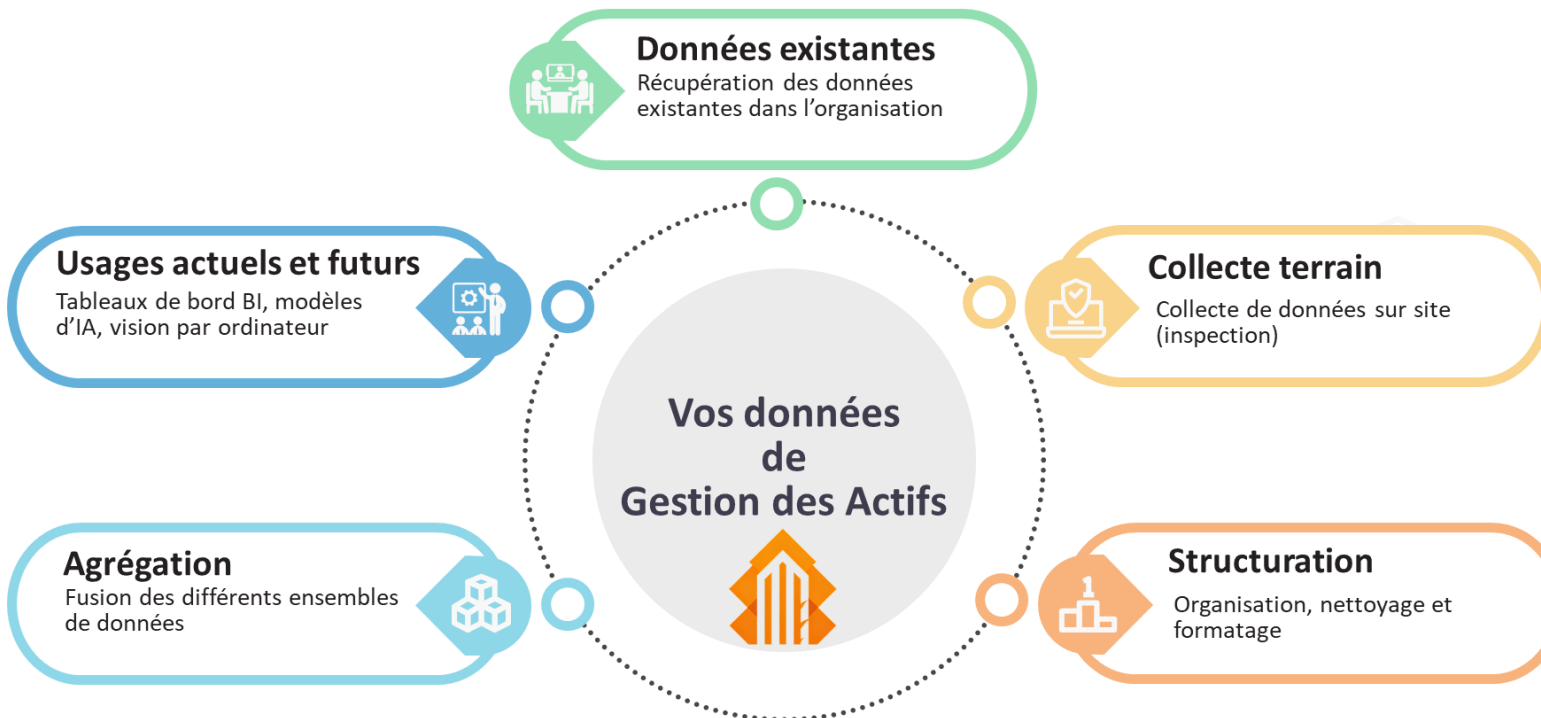 Données existantes
Récupération des données
existantes dans l’organisation
Usages actuels et futurs
Tableaux de bord BI, modèles
d’IA, vision par ordinateur
Collecte terrain
Collecte de données sur site
(inspection)
Vos données
de
Gestion des Actifs
Agrégation
Fusion des différents ensembles
de données
1
Structuration
Organisation, nettoyage et
formatage